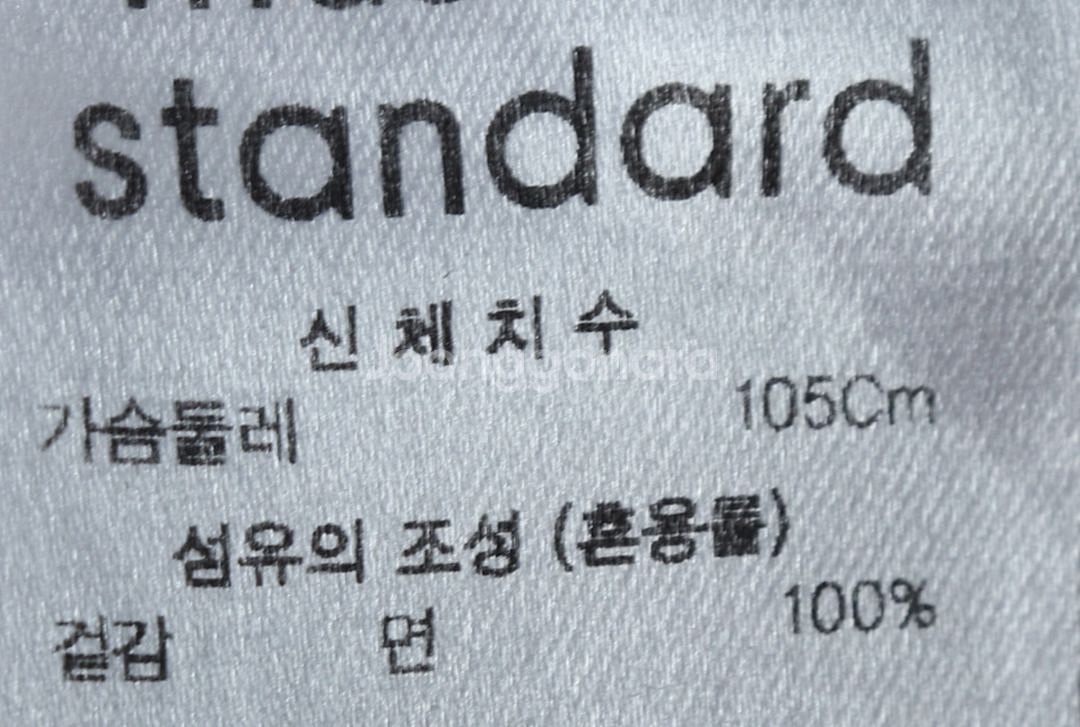 standard
신체치수
가슴둘레 105Cm
섬유의 조성 (혼용률)
겉감 면 100%